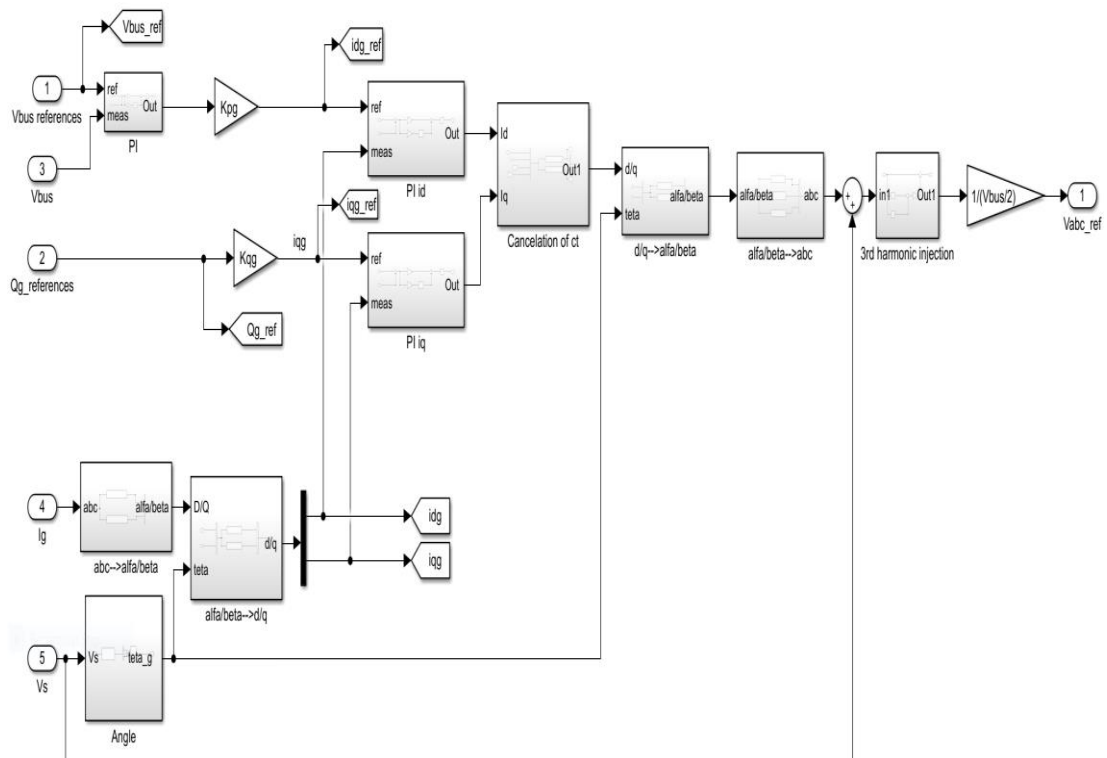 Vbus_ref
idg_ref
1
Vbus references
ref
meas
Out
PI
Kpg
3
Vbus
ref
meas
Out
PI id
Id
Iq
Out1
Cancelation of ct
d/q
teta
alfa/beta
d/q-->alfa/beta
alfa/beta
abc
alfa/beta-->abc
+
+
in1
Out1
3rd harmonic injection
1/(Vbus/2)
1
Vabc_ref
iqg_ref
2
Qg_references
Kqg
iqg
ref
meas
Out
PI iq
Qg_ref
4
Ig
abc
alfa/beta
abc-->alfa/beta
D/Q
teta
d/q
alfa/beta-->d/q
idg
iqg
5
Vs
Vs
teta_g
Angle